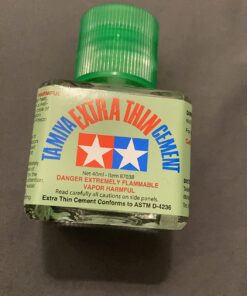 TAMIYA EXTRA THIN CEMENT
Net 40ml - Item 87038
DANGER EXTREMELY FLAMMABLE
VAPOR HARMFUL
Read carefully all cautions on side panels.
Extra Thin Cement Conforms to ASTM D-4236